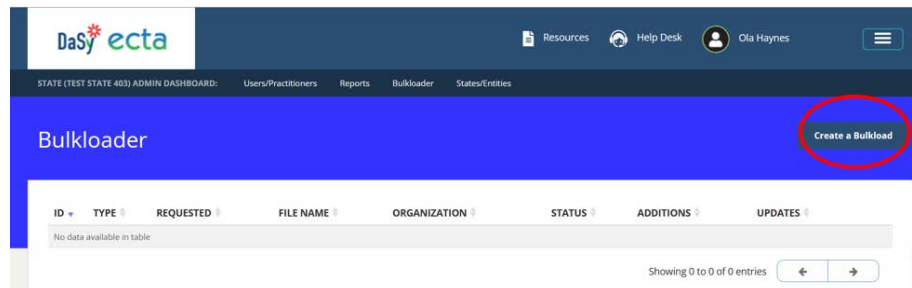 DaSy ecta
Resources Help Desk Ola Haynes
STATE (TEST STATE 403) ADMIN DASHBOARD: Users/Practitioners Reports Bulkloader States/Entities
Bulkloader
Create a Bulkload
ID TYPE REQUESTED FILE NAME ORGANIZATION STATUS ADDITIONS UPDATES
No data available in table
Showing 0 to 0 of 0 entries